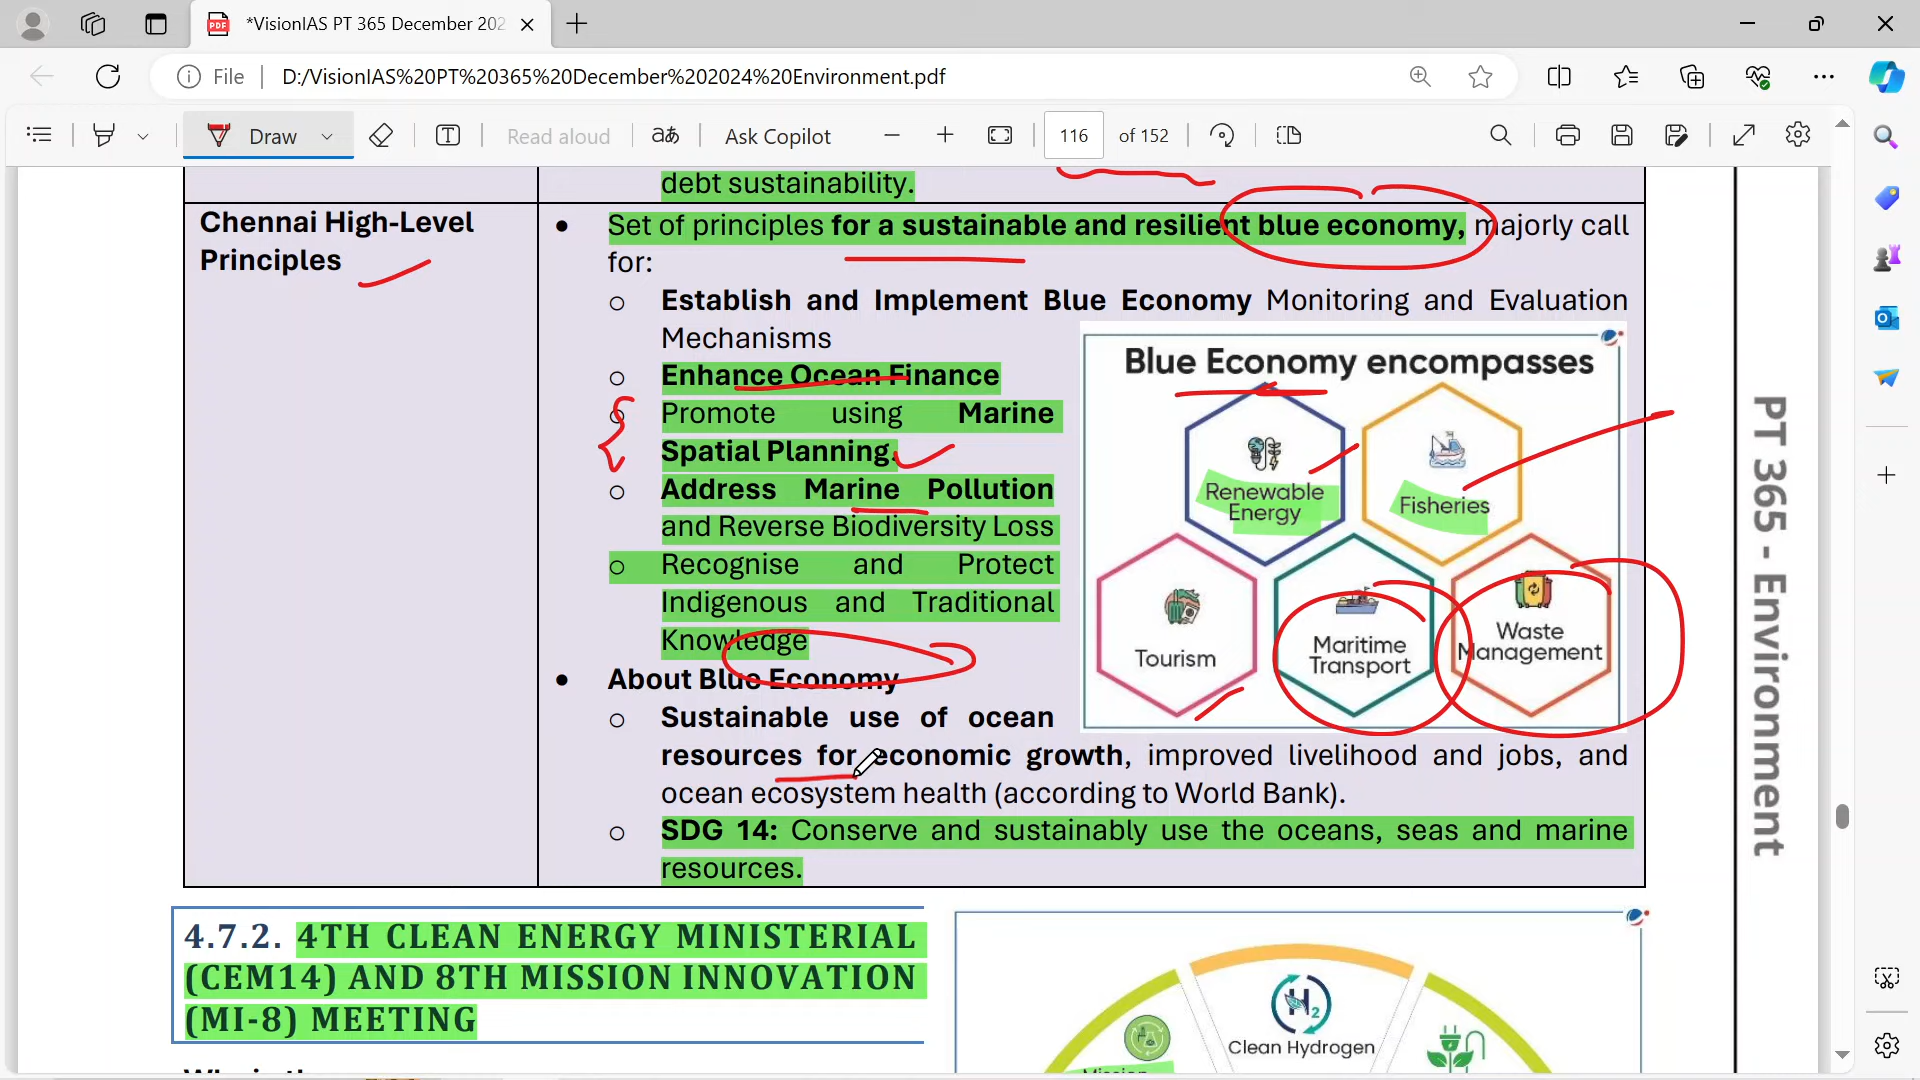 *VisionIAS PT 365 December 202
File
D:/VisionIAS%20PT%20365%20December%202024%20Environment.pdf
Draw
Read aloud
aあ
Ask Copilot
116 of 152
debt sustainability.
Chennai High-Level
Principles
Set of principles for a sustainable and resilient blue economy, majorly call
for:
Establish and Implement Blue Economy Monitoring and Evaluation
Mechanisms
Enhance Ocean Finance
Promote using Marine
Spatial Planning.
Address Marine Pollution
and Reverse Biodiversity Loss
Recognise and Protect
Indigenous and Traditional
Knowledge
About Blue Economy
Sustainable use of ocean
resources for economic growth, improved livelihood and jobs, and
ocean ecosystem health (according to World Bank).
SDG 14: Conserve and sustainably use the oceans, seas and marine
resources.
Blue Economy encompasses
Renewable
Energy
Fisheries
Tourism
Maritime
Transport
Waste
Management
PT 365 - Environment
4.7.2. 4TH CLEAN ENERGY MINISTERIAL
(CEM14) AND 8TH MISSION INNOVATION
(MI-8) MEETING
H2
Clean Hydrogen